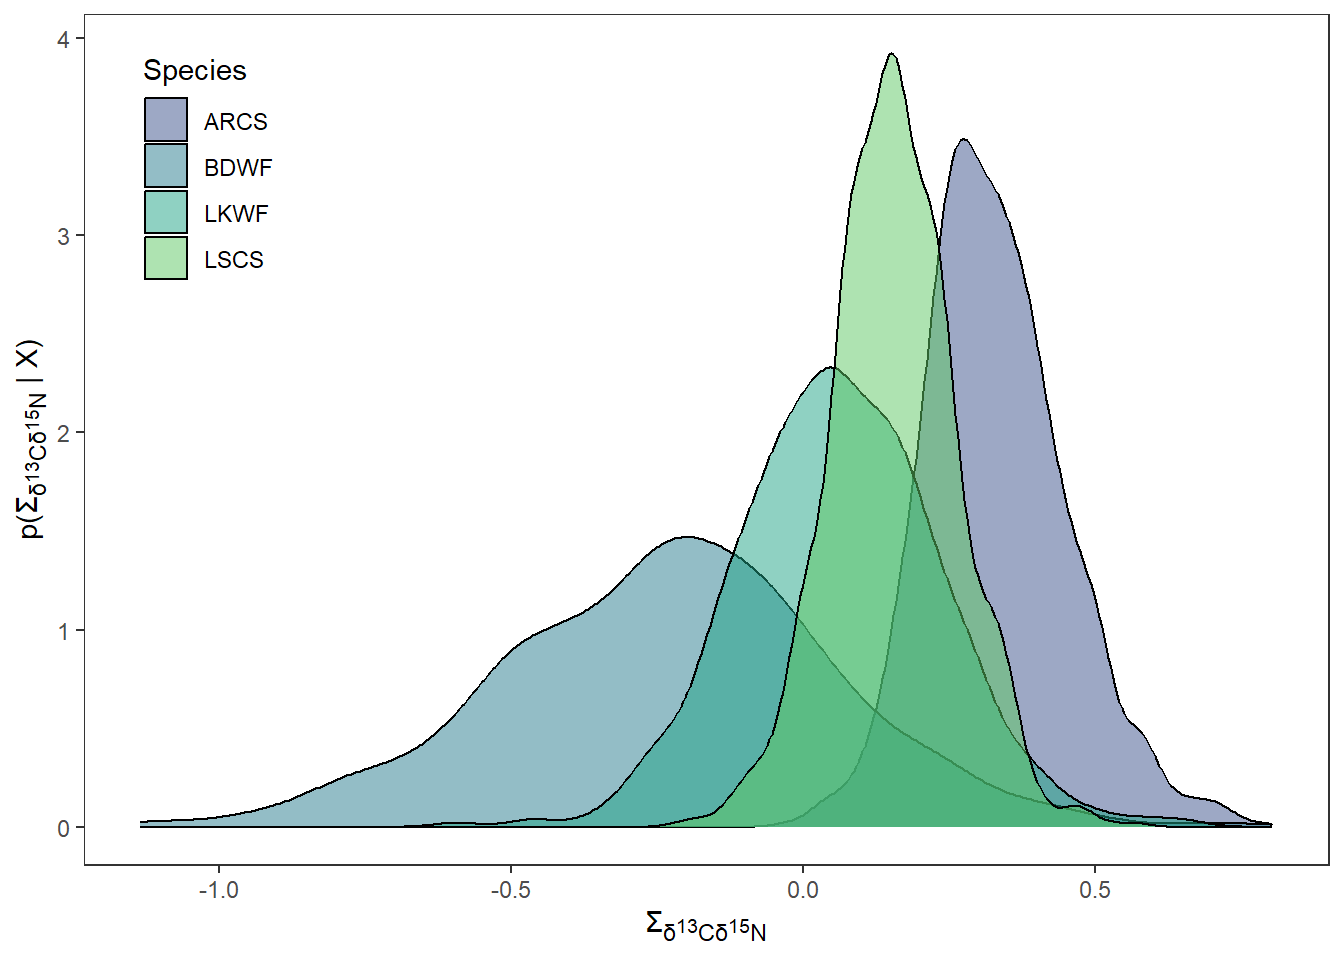 Species
ARCS
BDWF
LKWF
LSCS
4
3
2
1
0
p(Σδ¹³Cδ¹⁵N | X)
-1.0 -0.5 0.0 0.5
Σδ¹³Cδ¹⁵N